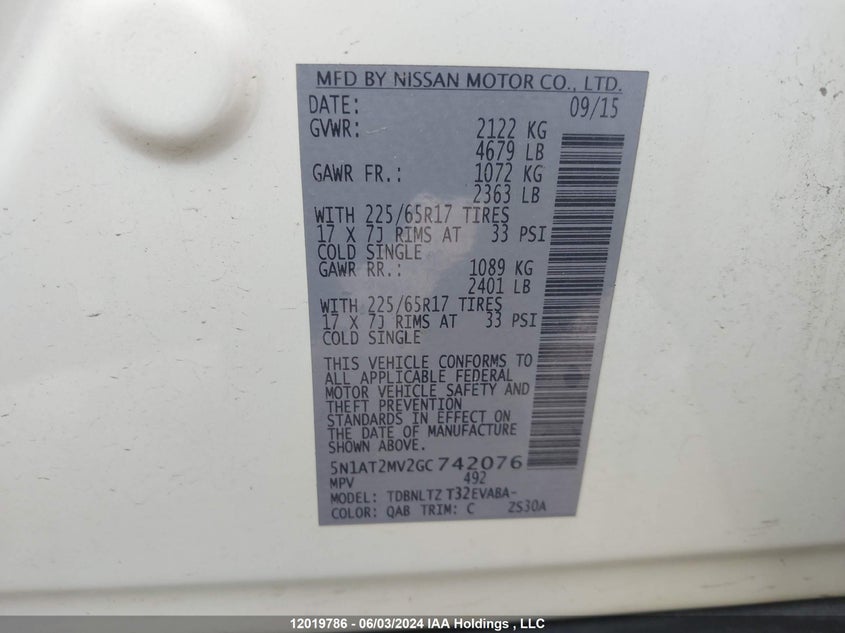 MFD BY NISSAN MOTOR CO., LTD.
DATE: 09/15
GVWR: 2122 KG
4679 LB
GAWR FR.: 1072 KG
2363 LB
WITH 225/65R17 TIRES
17 X 7J RIMS AT 33 PSI
COLD SINGLE
GAWR RR.: 1089 KG
2401 LB
WITH 225/65R17 TIRES
17 X 7J RIMS AT 33 PSI
COLD SINGLE
THIS VEHICLE CONFORMS TO
ALL APPLICABLE FEDERAL
MOTOR VEHICLE SAFETY AND
THEFT PREVENTION
STANDARDS IN EFFECT ON
THE DATE OF MANUFACTURE
SHOWN ABOVE.
5N1AT2MV2GC742076
MPV 492
MODEL: TDBNLTZ T32EVABA-
COLOR: QAB TRIM: C ZS30A
12019786 - 06/03/2024 IAA Holdings , LLC